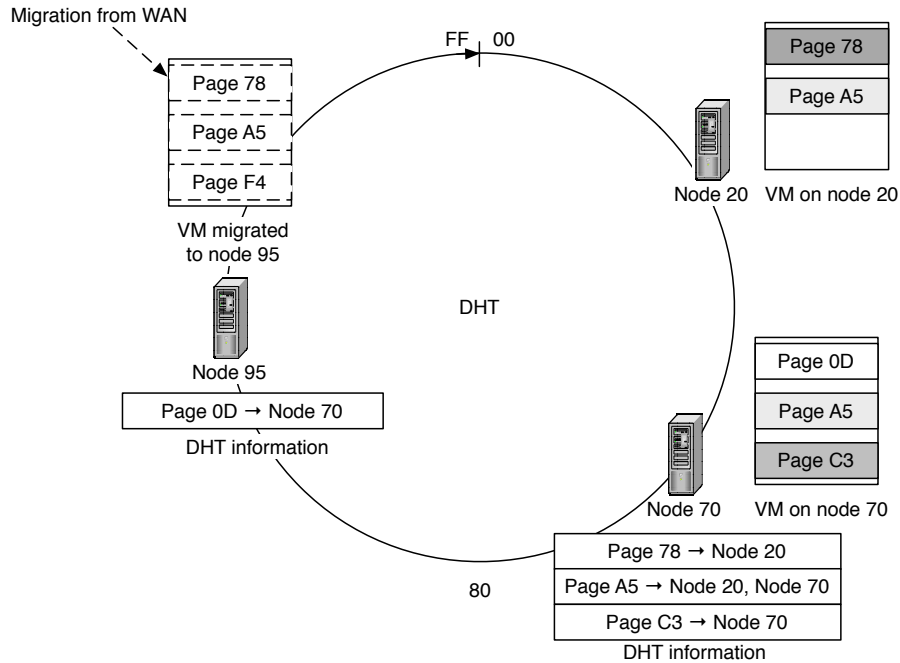 Migration from WAN
Page 78
Page A5
Page F4
VM migrated
to node 95
FF
00
Page 78
Page A5
Node 20
VM on node 20
DHT
Node 95
Page 0D → Node 70
DHT information
Page 0D
Page A5
Page C3
Node 70
VM on node 70
80
Page 78 → Node 20
Page A5 → Node 20, Node 70
Page C3 → Node 70
DHT information